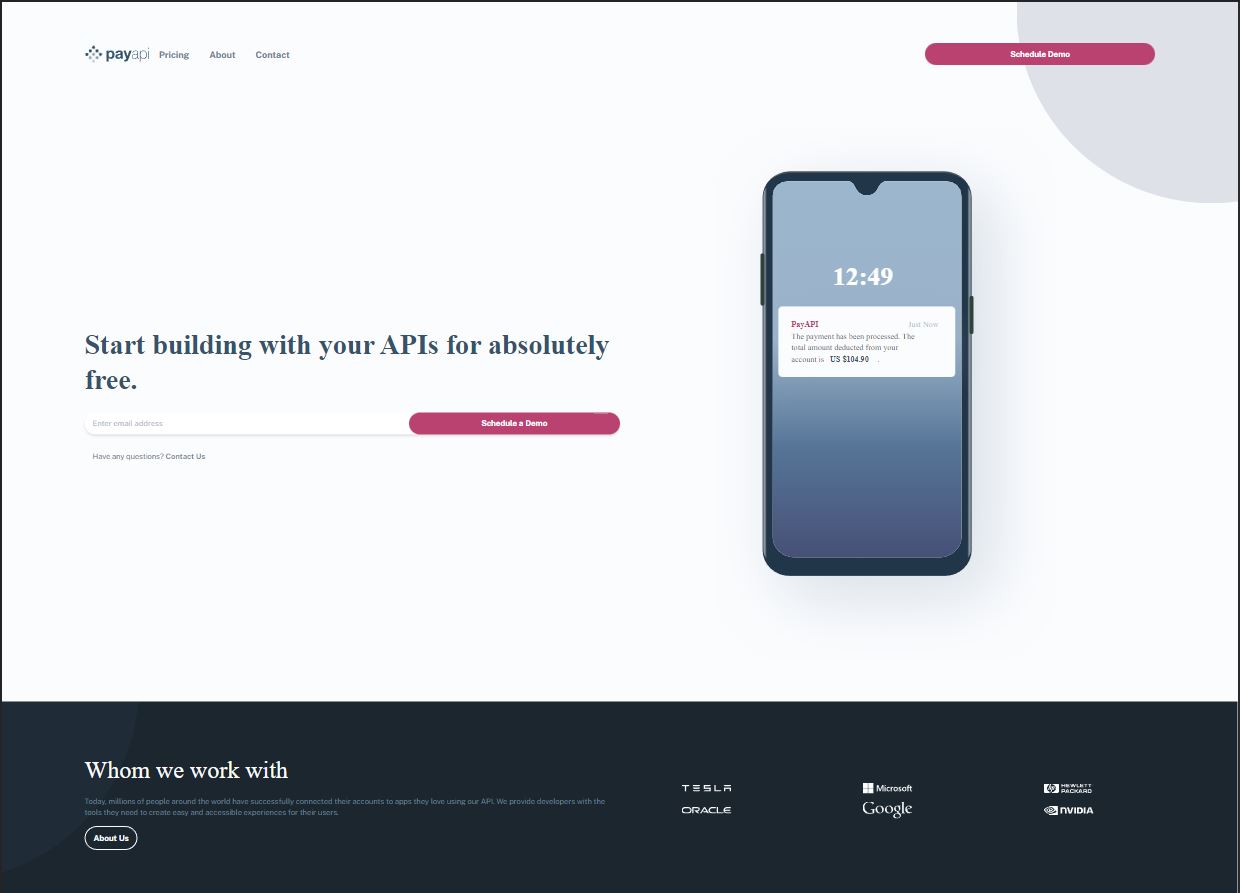 payapi Pricing About Contact Schedule Demo
12:49
PayAPI Just Now
The payment has been processed. The
total amount deducted from your
account is US $104.90 .
Start building with your APIs for absolutely
free.
Enter email address Schedule a Demo
Have any questions? Contact Us
Whom we work with
Today, millions of people around the world have successfully connected their accounts to apps they love using our API. We provide developers with the
tools they need to create easy and accessible experiences for their users.
About Us
TESLA Microsoft hp HEWLETT
PACKARD
ORACLE Google NVIDIA